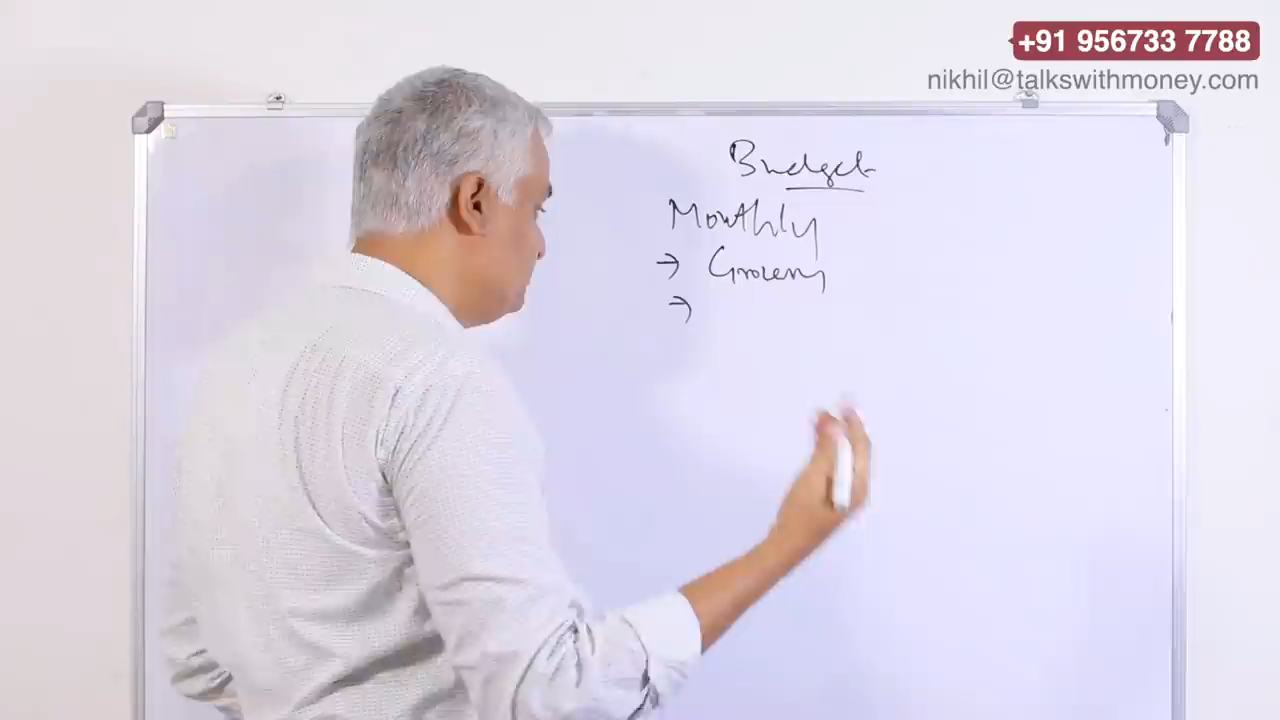 +91 956733 7788
nikhil@talkswithmoney.com
Budget
Monthly
→ Grocery
→